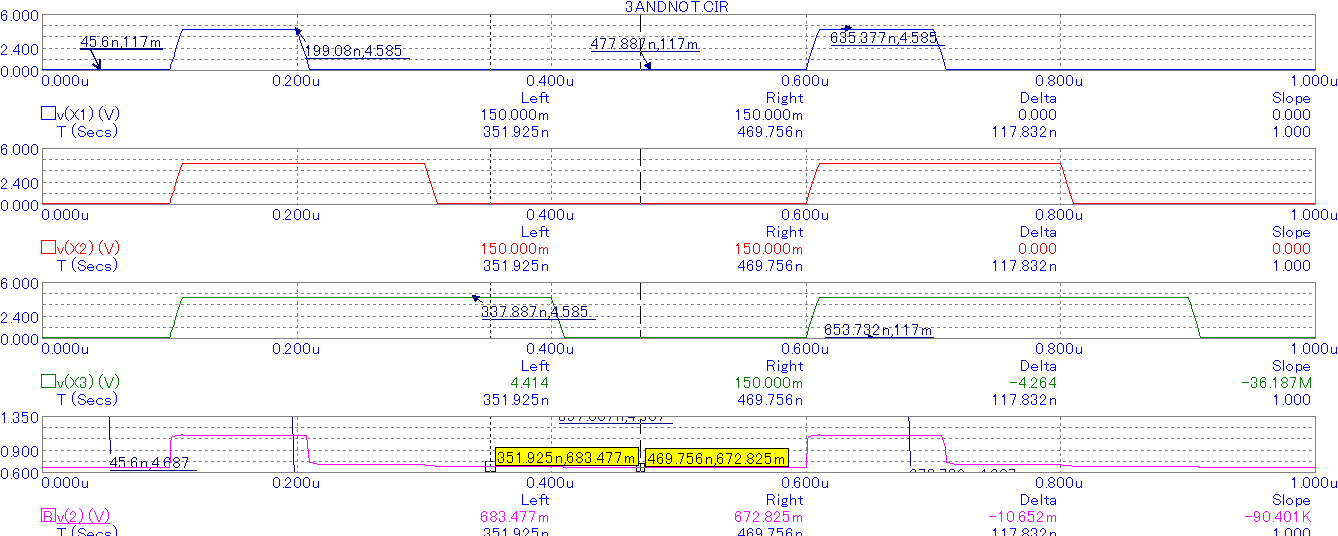 3ANDNOT.CIR
6.000
45.6n,117m
477.887n,117m
635.377n,4.585
2.400
199.08n,4.585
0.000
0.000u 0.200u 0.400u 0.600u 0.800u 1.000u
Left Right Delta Slope
v(X1) (V) 150.000m 150.000m 0.000 0.000
T (Secs) 351.925n 469.756n 117.832n 1.000
6.000
2.400
0.000
0.000u 0.200u 0.400u 0.600u 0.800u 1.000u
Left Right Delta Slope
v(X2) (V) 150.000m 150.000m 0.000 0.000
T (Secs) 351.925n 469.756n 117.832n 1.000
6.000
2.400 337.887n,4.585
653.732n,117m
0.000
0.000u 0.200u 0.400u 0.600u 0.800u 1.000u
Left Right Delta Slope
v(X3) (V) 4.414 150.000m -4.264 -36.187M
T (Secs) 351.925n 469.756n 117.832n 1.000
1.350
0.900 351.925n,683.477m 469.756n,672.825m
45.6n,4.687
0.600
0.000u 0.200u 0.400u 0.600u 0.800u 1.000u
Left Right Delta Slope
B v(2) (V) 683.477m 672.825m -10.652m -90.401K
T (Secs) 351.925n 469.756n 117.832n 1.000